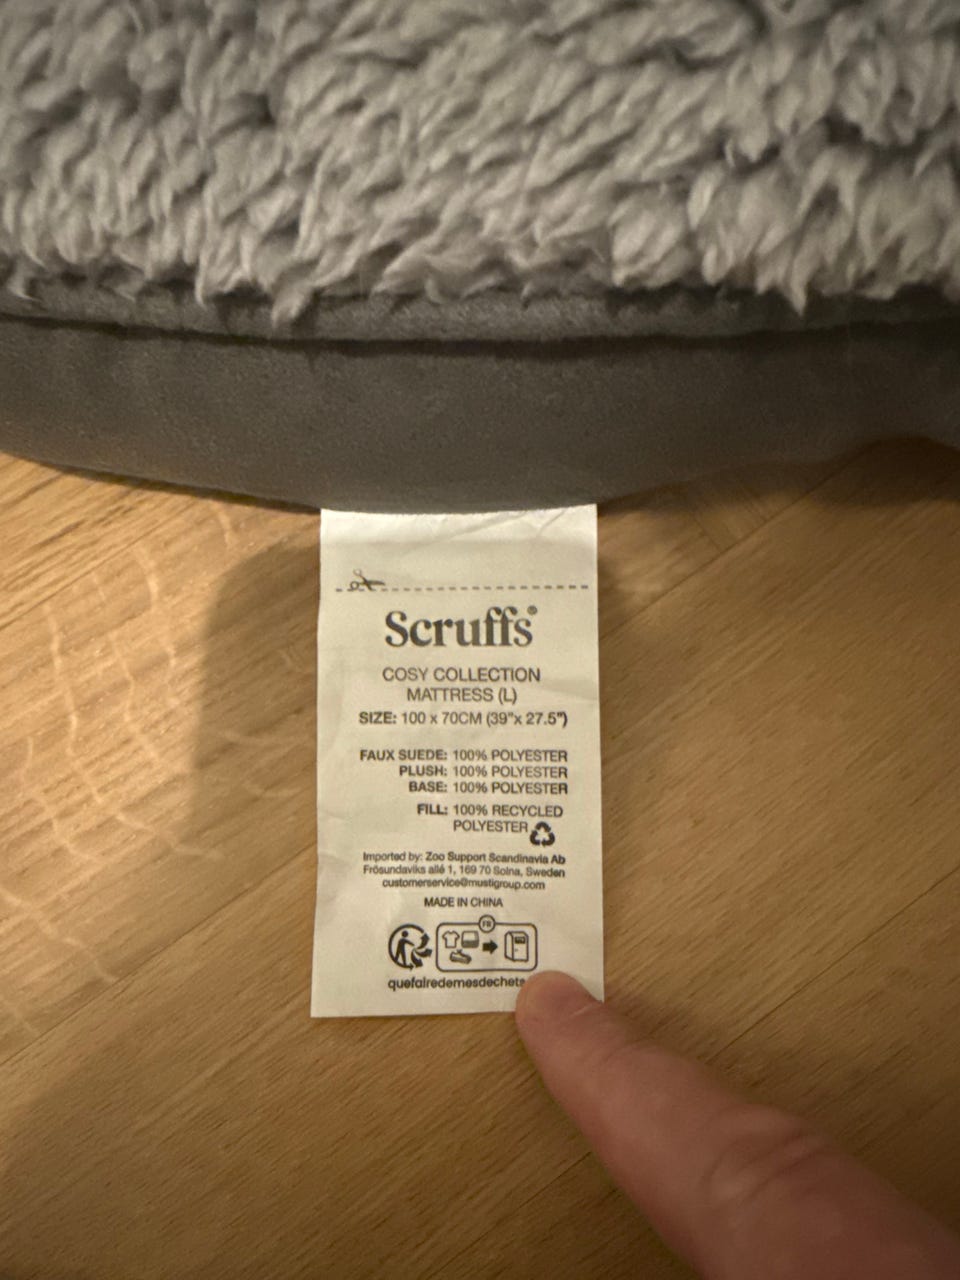 Scruffs®
COSY COLLECTION
MATTRESS (L)
SIZE: 100 x 70CM (39"x 27.5")
FAUX SUEDE: 100% POLYESTER
PLUSH: 100% POLYESTER
BASE: 100% POLYESTER
FILL: 100% RECYCLED
POLYESTER
Imported by: Zoo Support Scandinavia Ab
Frösundaviks allé 1, 169 70 Solna, Sweden
customerservice@mustigroup.com
MADE IN CHINA
FR
quefairedemesdechets